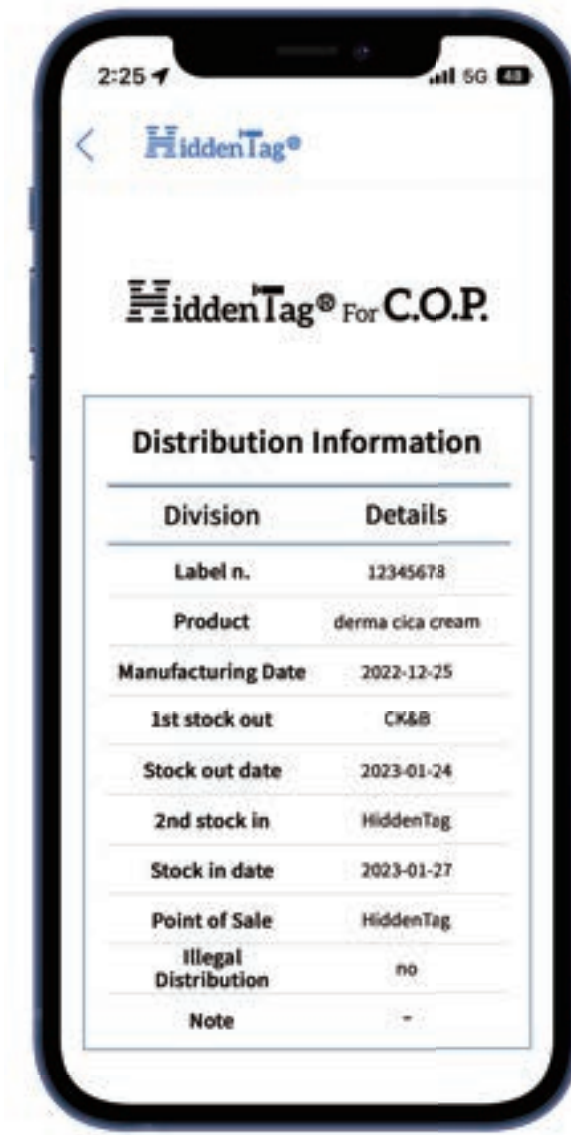 2:25
5G 48
HiddenTag®
HiddenTag® For C.O.P.
Distribution Information
Division Details
Label n. 12345678
Product derma cica cream
Manufacturing Date 2022-12-25
1st stock out CK&B
Stock out date 2023-01-24
2nd stock in HiddenTag
Stock in date 2023-01-27
Point of Sale HiddenTag
Illegal
Distribution no
Note -